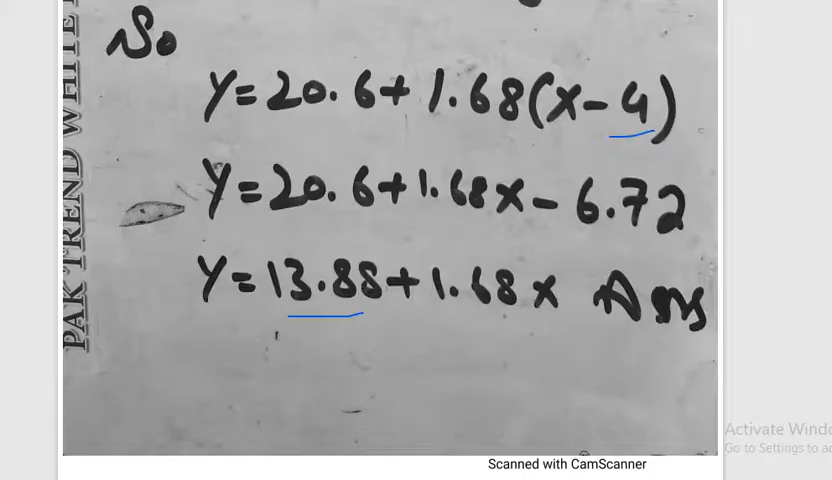 So
Y=20.6+1.68(x-4)
Y=20.6+1.68x-6.72
Y=13.88+1.68x Ans
PAK TREND WHITE
Scanned with CamScanner
Activate Windo
Go to Settings to ac